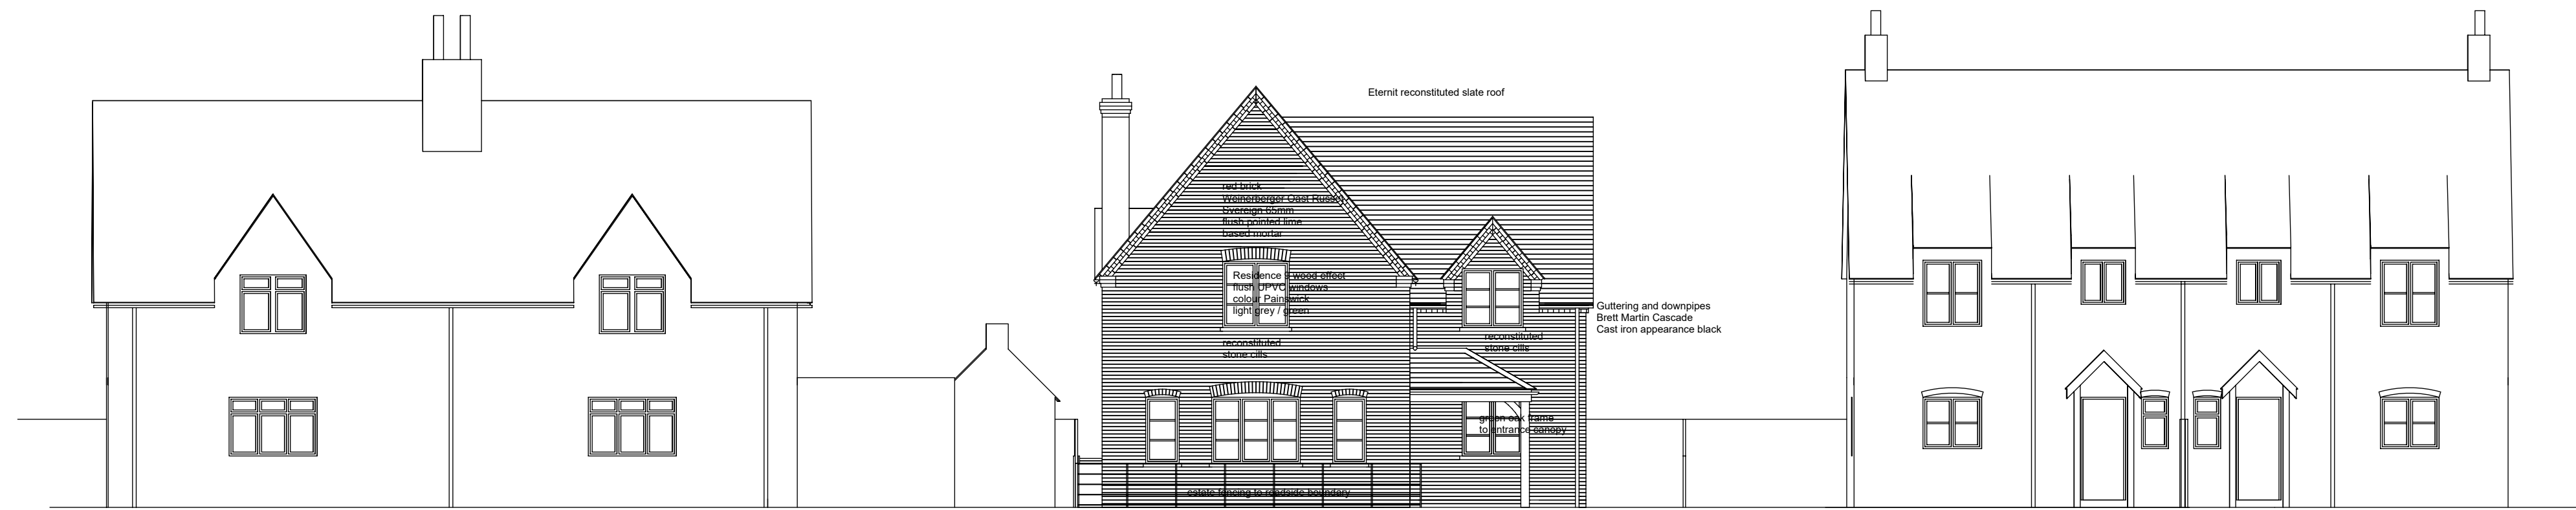 Eternit reconstituted slate roof
red brick
Weinerberger Oast Russet
Svereign 65mm
flush pointed lime
based mortar
Residence 9 wood effect
flush UPVC windows
colour Painswick
light grey / green
Guttering and downpipes
Brett Martin Cascade
Cast iron appearance black
reconstituted
stone cills
reconstituted
stone cills
green oak frame
to entrance canopy
estate fencing to roadside boundary